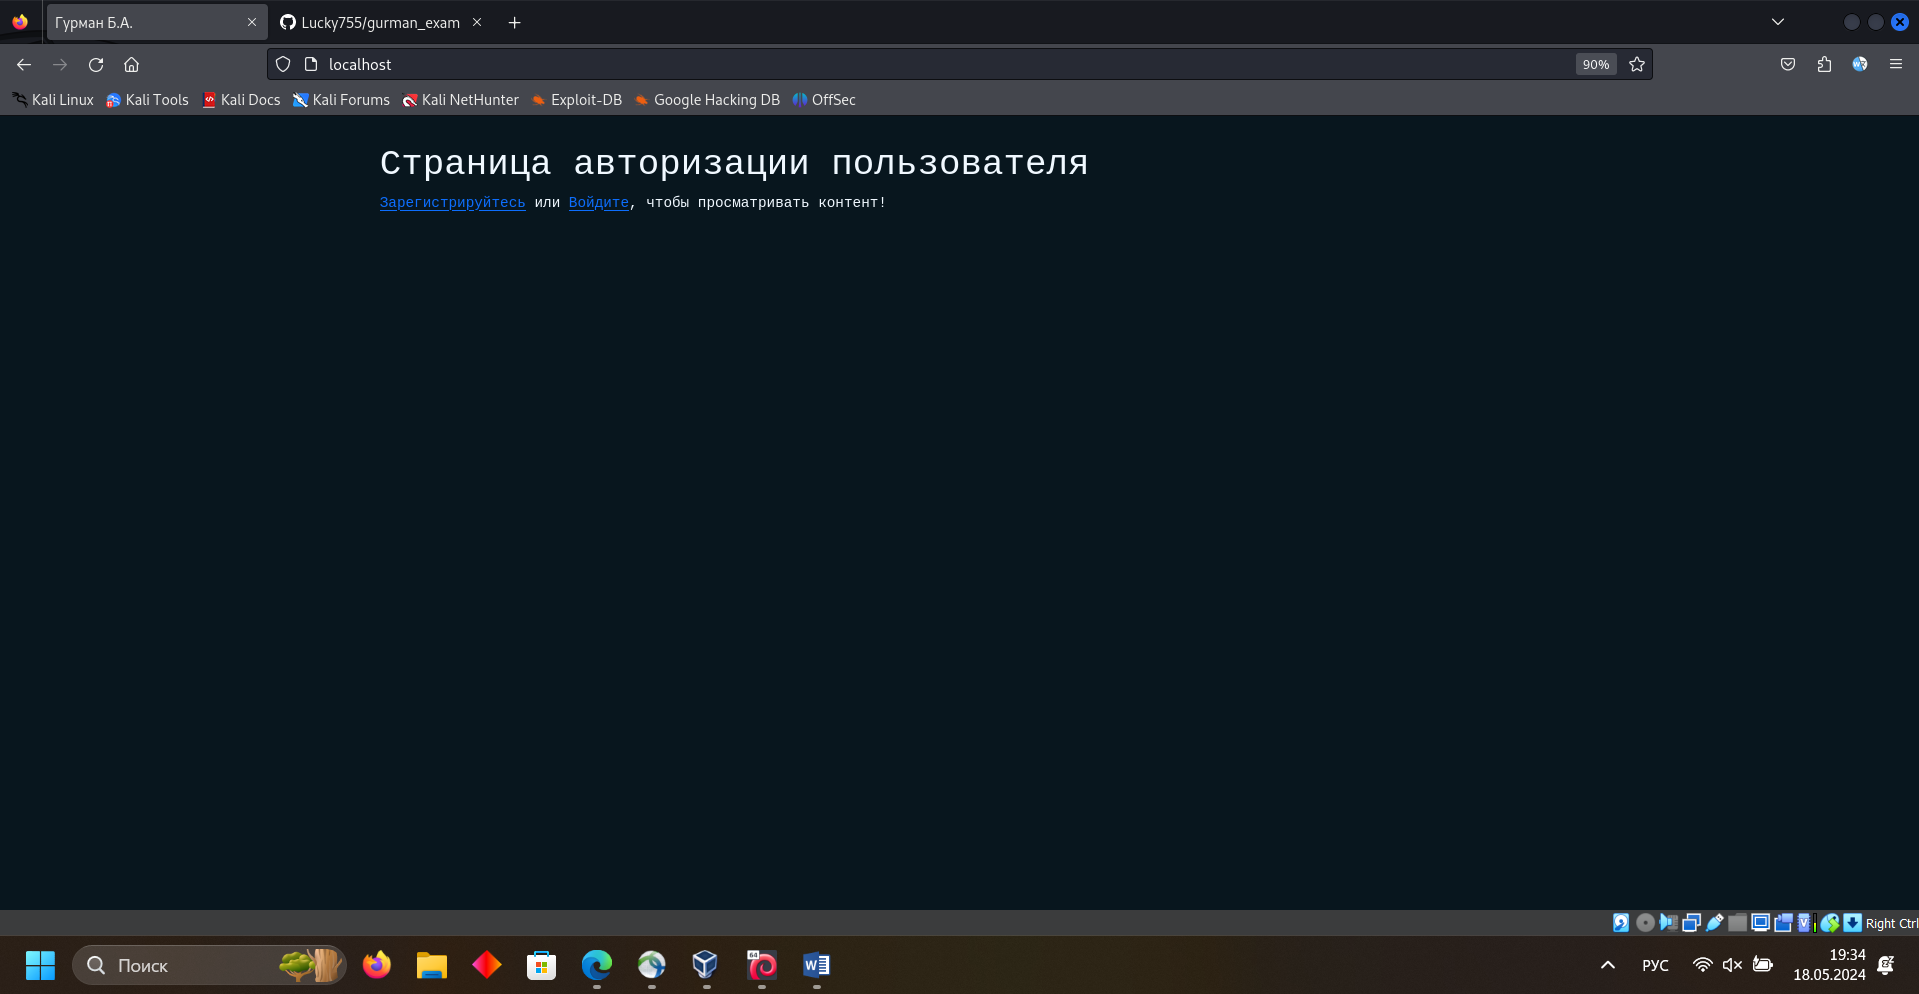 Гурман Б.А.
Lucky755/gurman_exam
localhost
90%
Kali Linux Kali Tools Kali Docs Kali Forums Kali NetHunter Exploit-DB Google Hacking DB OffSec
Страница авторизации пользователя
Зарегистрируйтесь или Войдите, чтобы просматривать контент!
Right Ctrl
Поиск
64
W
РУС
19:34
18.05.2024